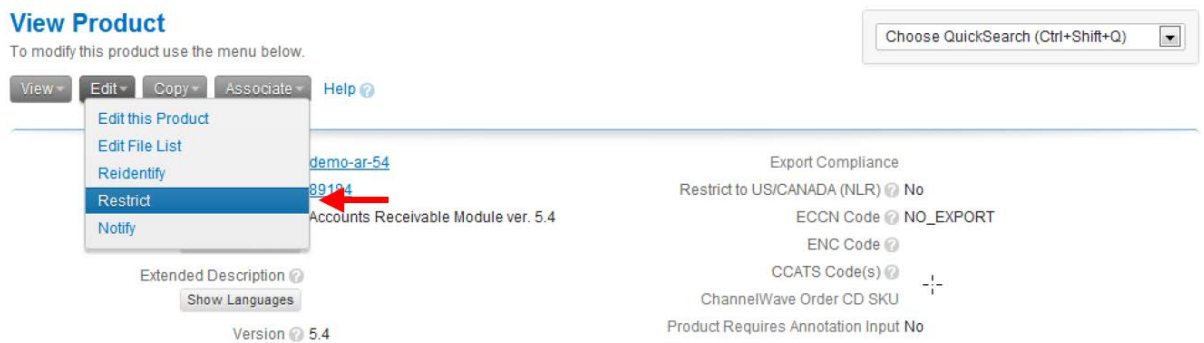 View Product
To modify this product use the menu below.
Choose QuickSearch (Ctrl+Shift+Q)
View Edit Copy Associate Help
Edit this Product
Edit File List
Reidentify
Restrict
Notify
demo-ar-54
89184
Accounts Receivable Module ver. 5.4
Extended Description
Show Languages
Version 5.4
Export Compliance
Restrict to US/CANADA (NLR) No
ECCN Code NO_EXPORT
ENC Code
CCATS Code(s)
ChannelWave Order CD SKU
Product Requires Annotation Input No